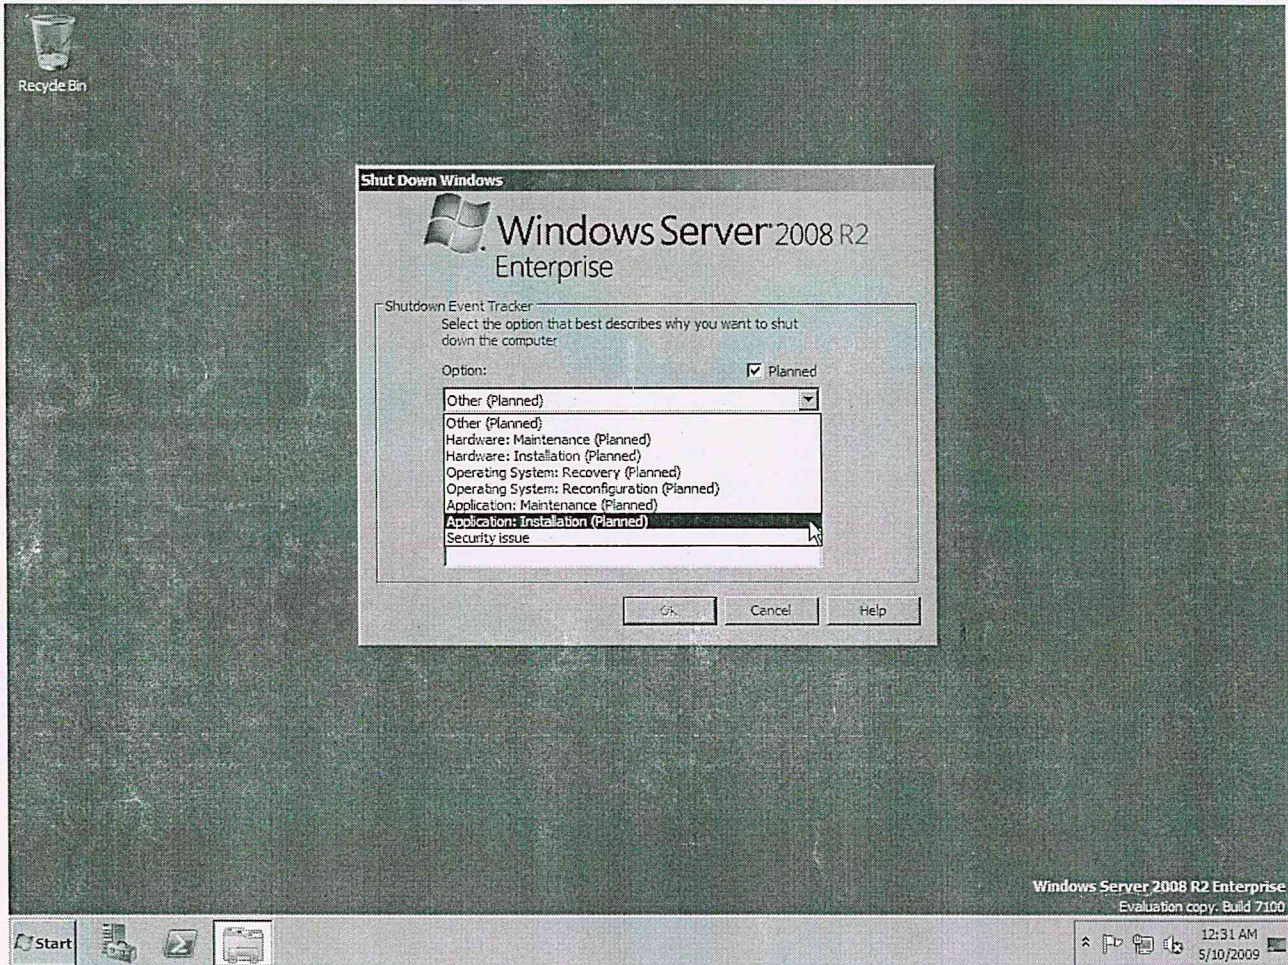 Recycle Bin
Shut Down Windows
Windows Server 2008 R2
Enterprise
Shutdown Event Tracker
Select the option that best describes why you want to shut
down the computer
Option:
Planned
Other (Planned)
Other (Planned)
Hardware: Maintenance (Planned)
Hardware: Installation (Planned)
Operating System: Recovery (Planned)
Operating System: Reconfiguration (Planned)
Application: Maintenance (Planned)
Application: Installation (Planned)
Security issue
OK
Cancel
Help
Windows Server 2008 R2 Enterprise
Evaluation copy. Build 7100
Start
12:31 AM
5/10/2009